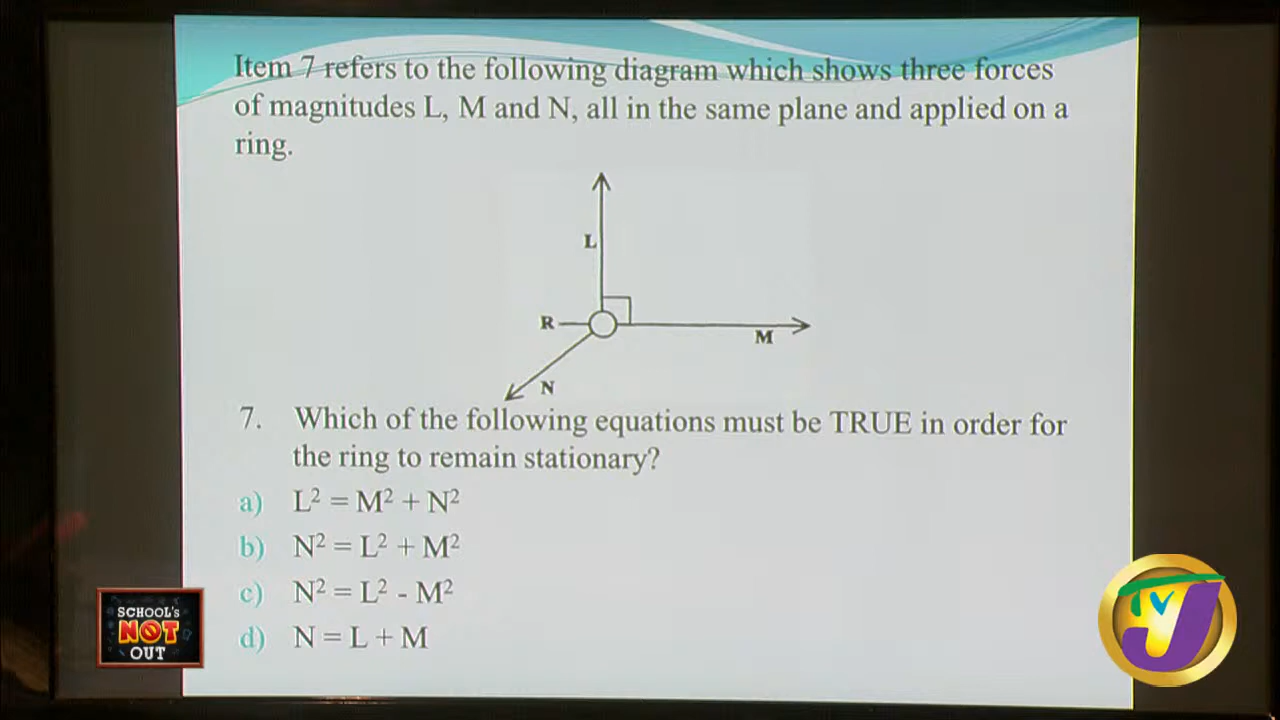 Item 7 refers to the following diagram which shows three forces
of magnitudes L, M and N, all in the same plane and applied on a
ring.
L
R
M
N
7. Which of the following equations must be TRUE in order for
the ring to remain stationary?
a) L² = M² + N²
b) N² = L² + M²
c) N² = L² - M²
d) N = L + M
SCHOOL's
NOT
OUT
TVJ